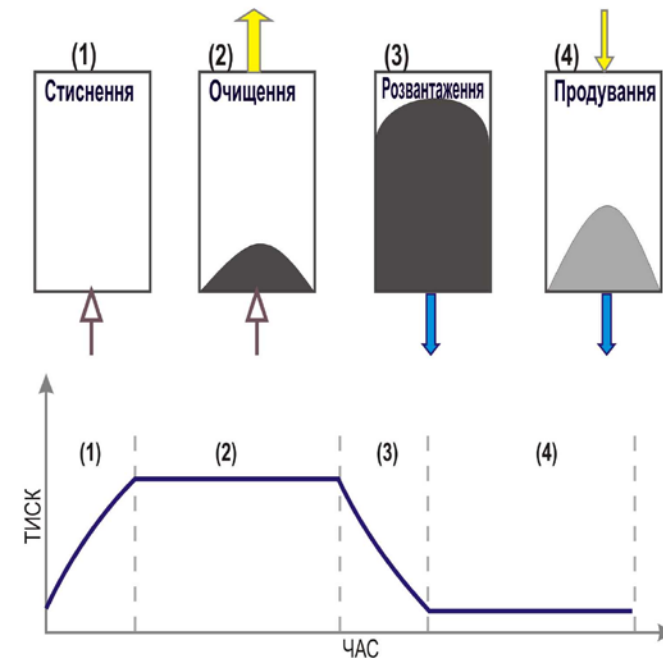 (1)
Стиснення
(2)
Очищення
(3)
Розвантаження
(4)
Продування
(1)
(2)
(3)
(4)
ТИСК
ЧАС